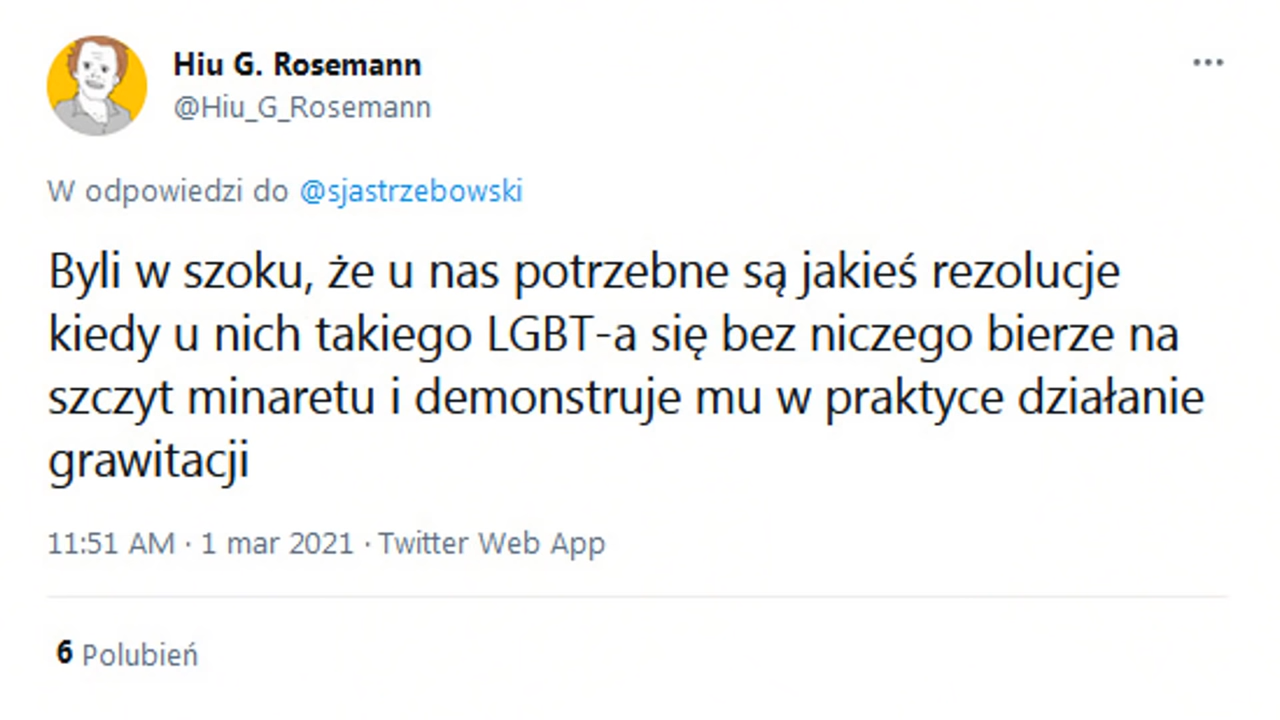 Hiu G. Rosemann
@Hiu_G_Rosemann
W odpowiedzi do @sjastrzebowski
Byli w szoku, że u nas potrzebne są jakieś rezolucje
kiedy u nich takiego LGBT-a się bez niczego bierze na
szczyt minaretu i demonstruje mu w praktyce działanie
grawitacji
11:51 AM · 1 mar 2021 · Twitter Web App
6 Polubień